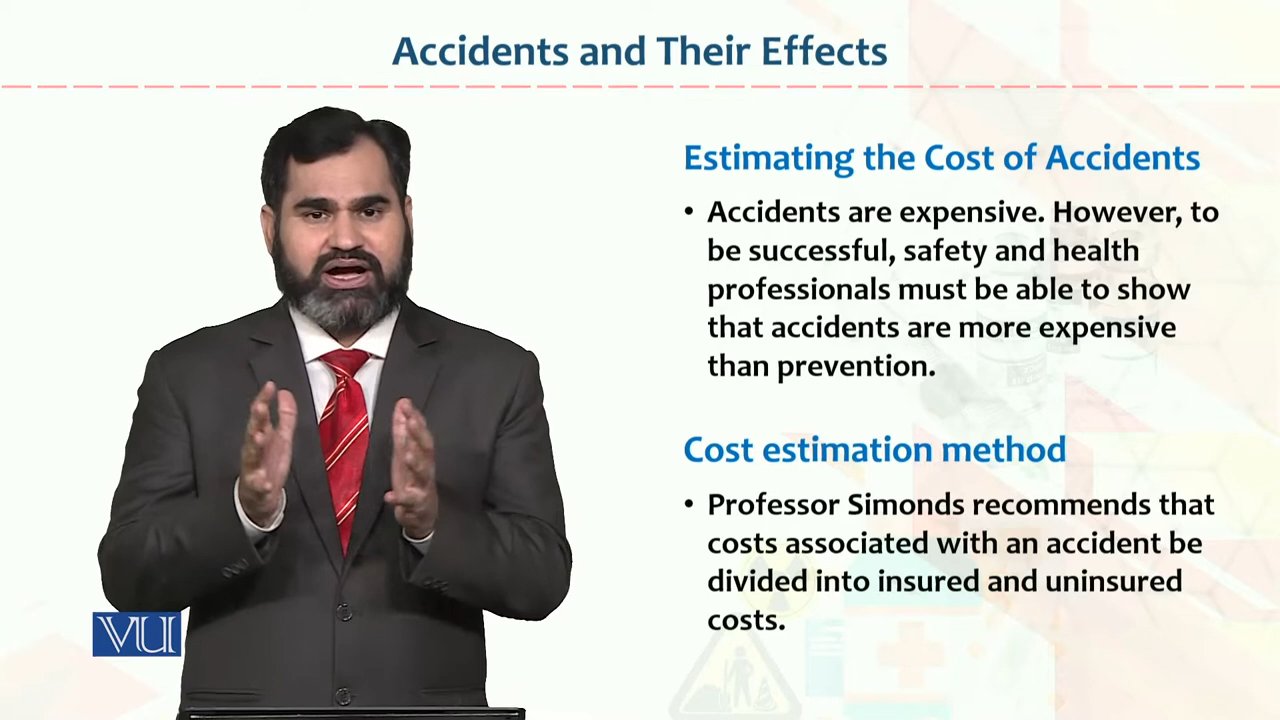 Accidents and Their Effects
Estimating the Cost of Accidents
• Accidents are expensive. However, to
be successful, safety and health
professionals must be able to show
that accidents are more expensive
than prevention.
Cost estimation method
• Professor Simonds recommends that
costs associated with an accident be
divided into insured and uninsured
costs.
VU